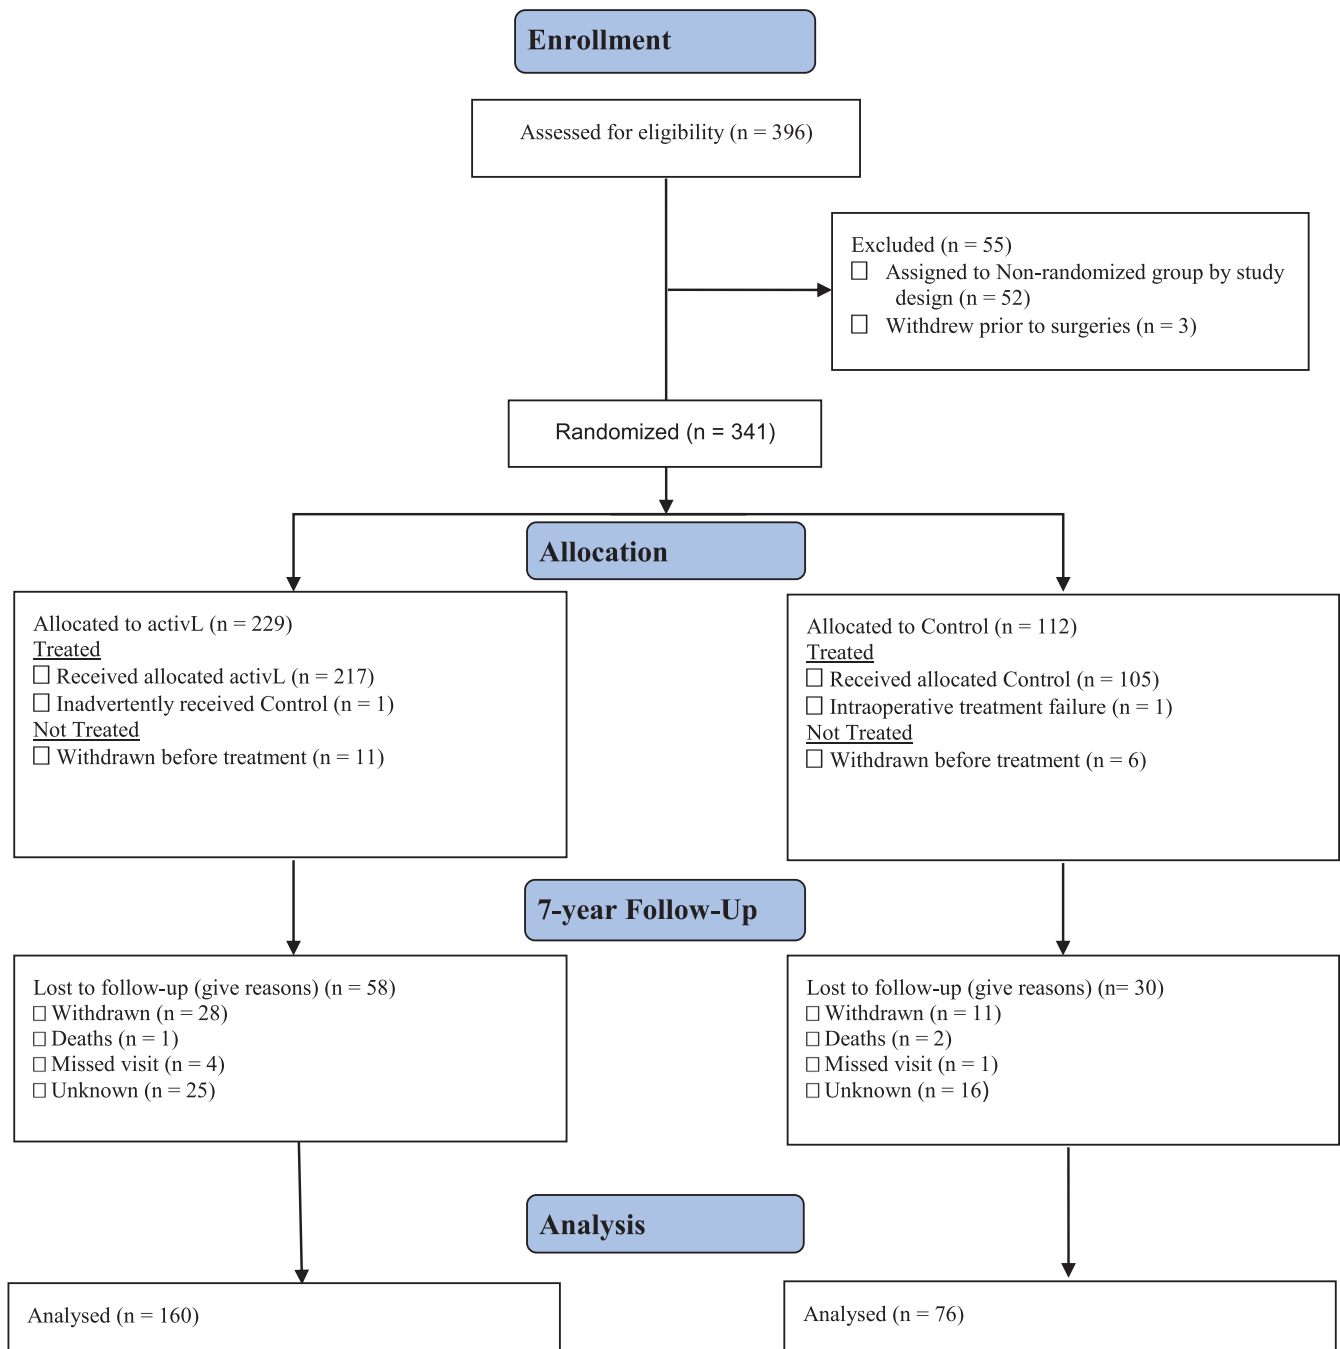 Enrollment
Assessed for eligibility (n = 396)
Excluded (n = 55)
☐ Assigned to Non-randomized group by study
design (n = 52)
☐ Withdrew prior to surgeries (n = 3)
Randomized (n = 341)
Allocation
Allocated to activL (n = 229)
Treated
☐ Received allocated activL (n = 217)
☐ Inadvertently received Control (n = 1)
Not Treated
☐ Withdrawn before treatment (n = 11)
Allocated to Control (n = 112)
Treated
☐ Received allocated Control (n = 105)
☐ Intraoperative treatment failure (n = 1)
Not Treated
☐ Withdrawn before treatment (n = 6)
7-year Follow-Up
Lost to follow-up (give reasons) (n = 58)
☐ Withdrawn (n = 28)
☐ Deaths (n = 1)
☐ Missed visit (n = 4)
☐ Unknown (n = 25)
Lost to follow-up (give reasons) (n= 30)
☐ Withdrawn (n = 11)
☐ Deaths (n = 2)
☐ Missed visit (n = 1)
☐ Unknown (n = 16)
Analysis
Analysed (n = 160)
Analysed (n = 76)